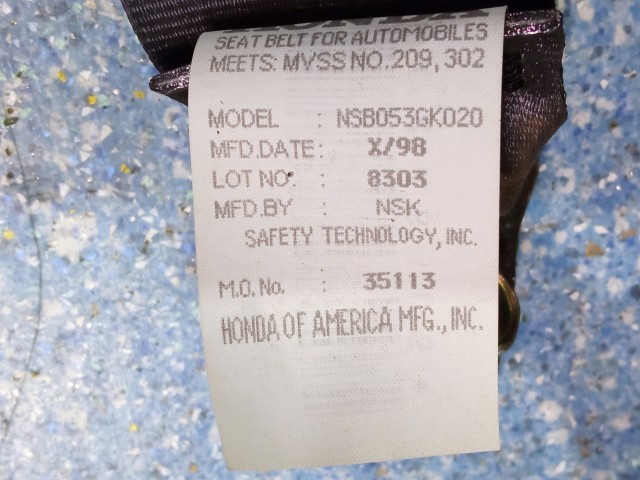 HONDA
SEAT BELT FOR AUTOMOBILES
MEETS: MVSS NO.209,302
MODEL : NSB053GK020
MFD.DATE: X/98
LOT NO. : 8303
MFD.BY : NSK
SAFETY TECHNOLOGY,INC.
M.O.No. : 35113
HONDA OF AMERICA MFG.,INC.